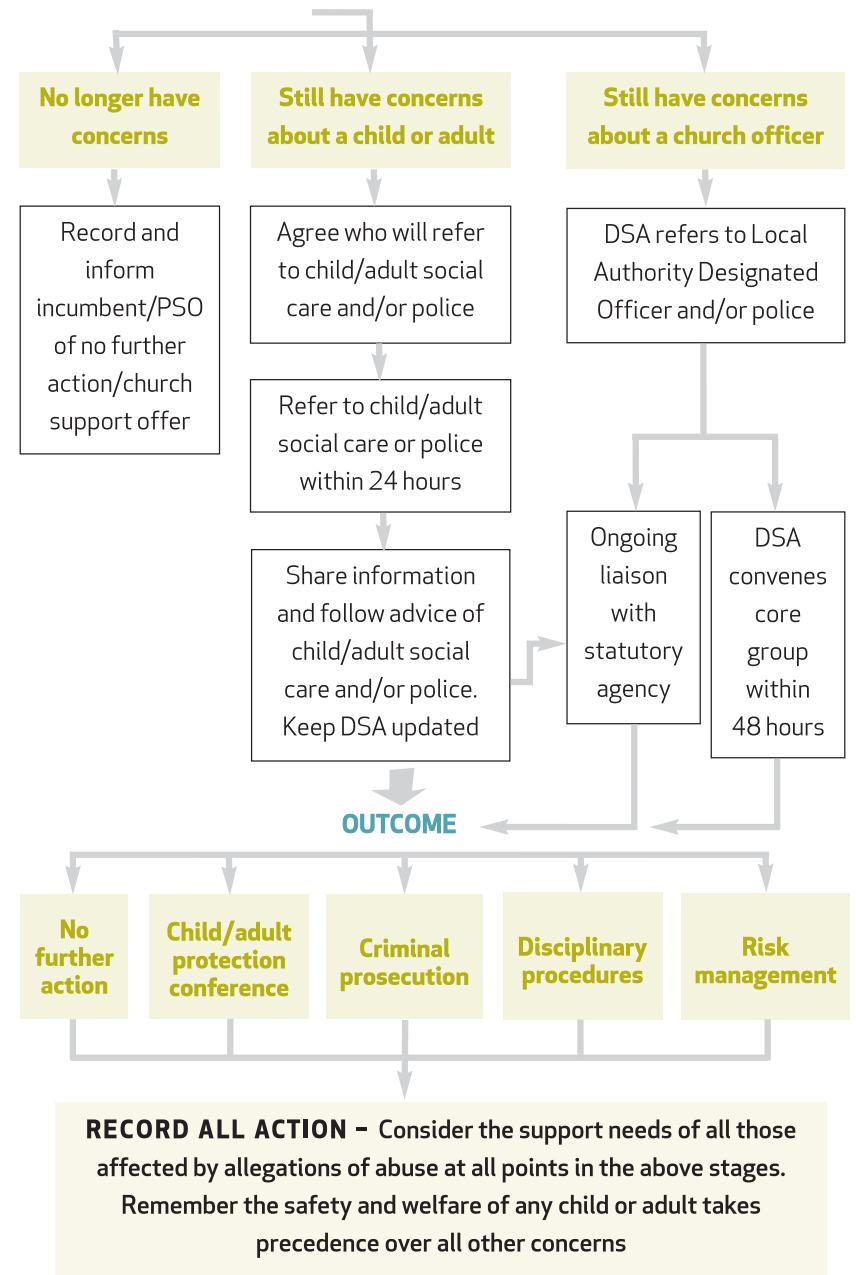 No longer have
concerns
Still have concerns
about a child or adult
Still have concerns
about a church officer
Record and
inform
incumbent/PSO
of no further
action/church
support offer
Agree who will refer
to child/adult social
care and/or police
DSA refers to Local
Authority Designated
Officer and/or police
Refer to child/adult
social care or police
within 24 hours
Share information
and follow advice of
child/adult social
care and/or police.
Keep DSA updated
Ongoing
liaison
with
statutory
agency
DSA
convenes
core
group
within
48 hours
OUTCOME
No
further
action
Child/adult
protection
conference
Criminal
prosecution
Disciplinary
procedures
Risk
management
RECORD ALL ACTION – Consider the support needs of all those
affected by allegations of abuse at all points in the above stages.
Remember the safety and welfare of any child or adult takes
precedence over all other concerns